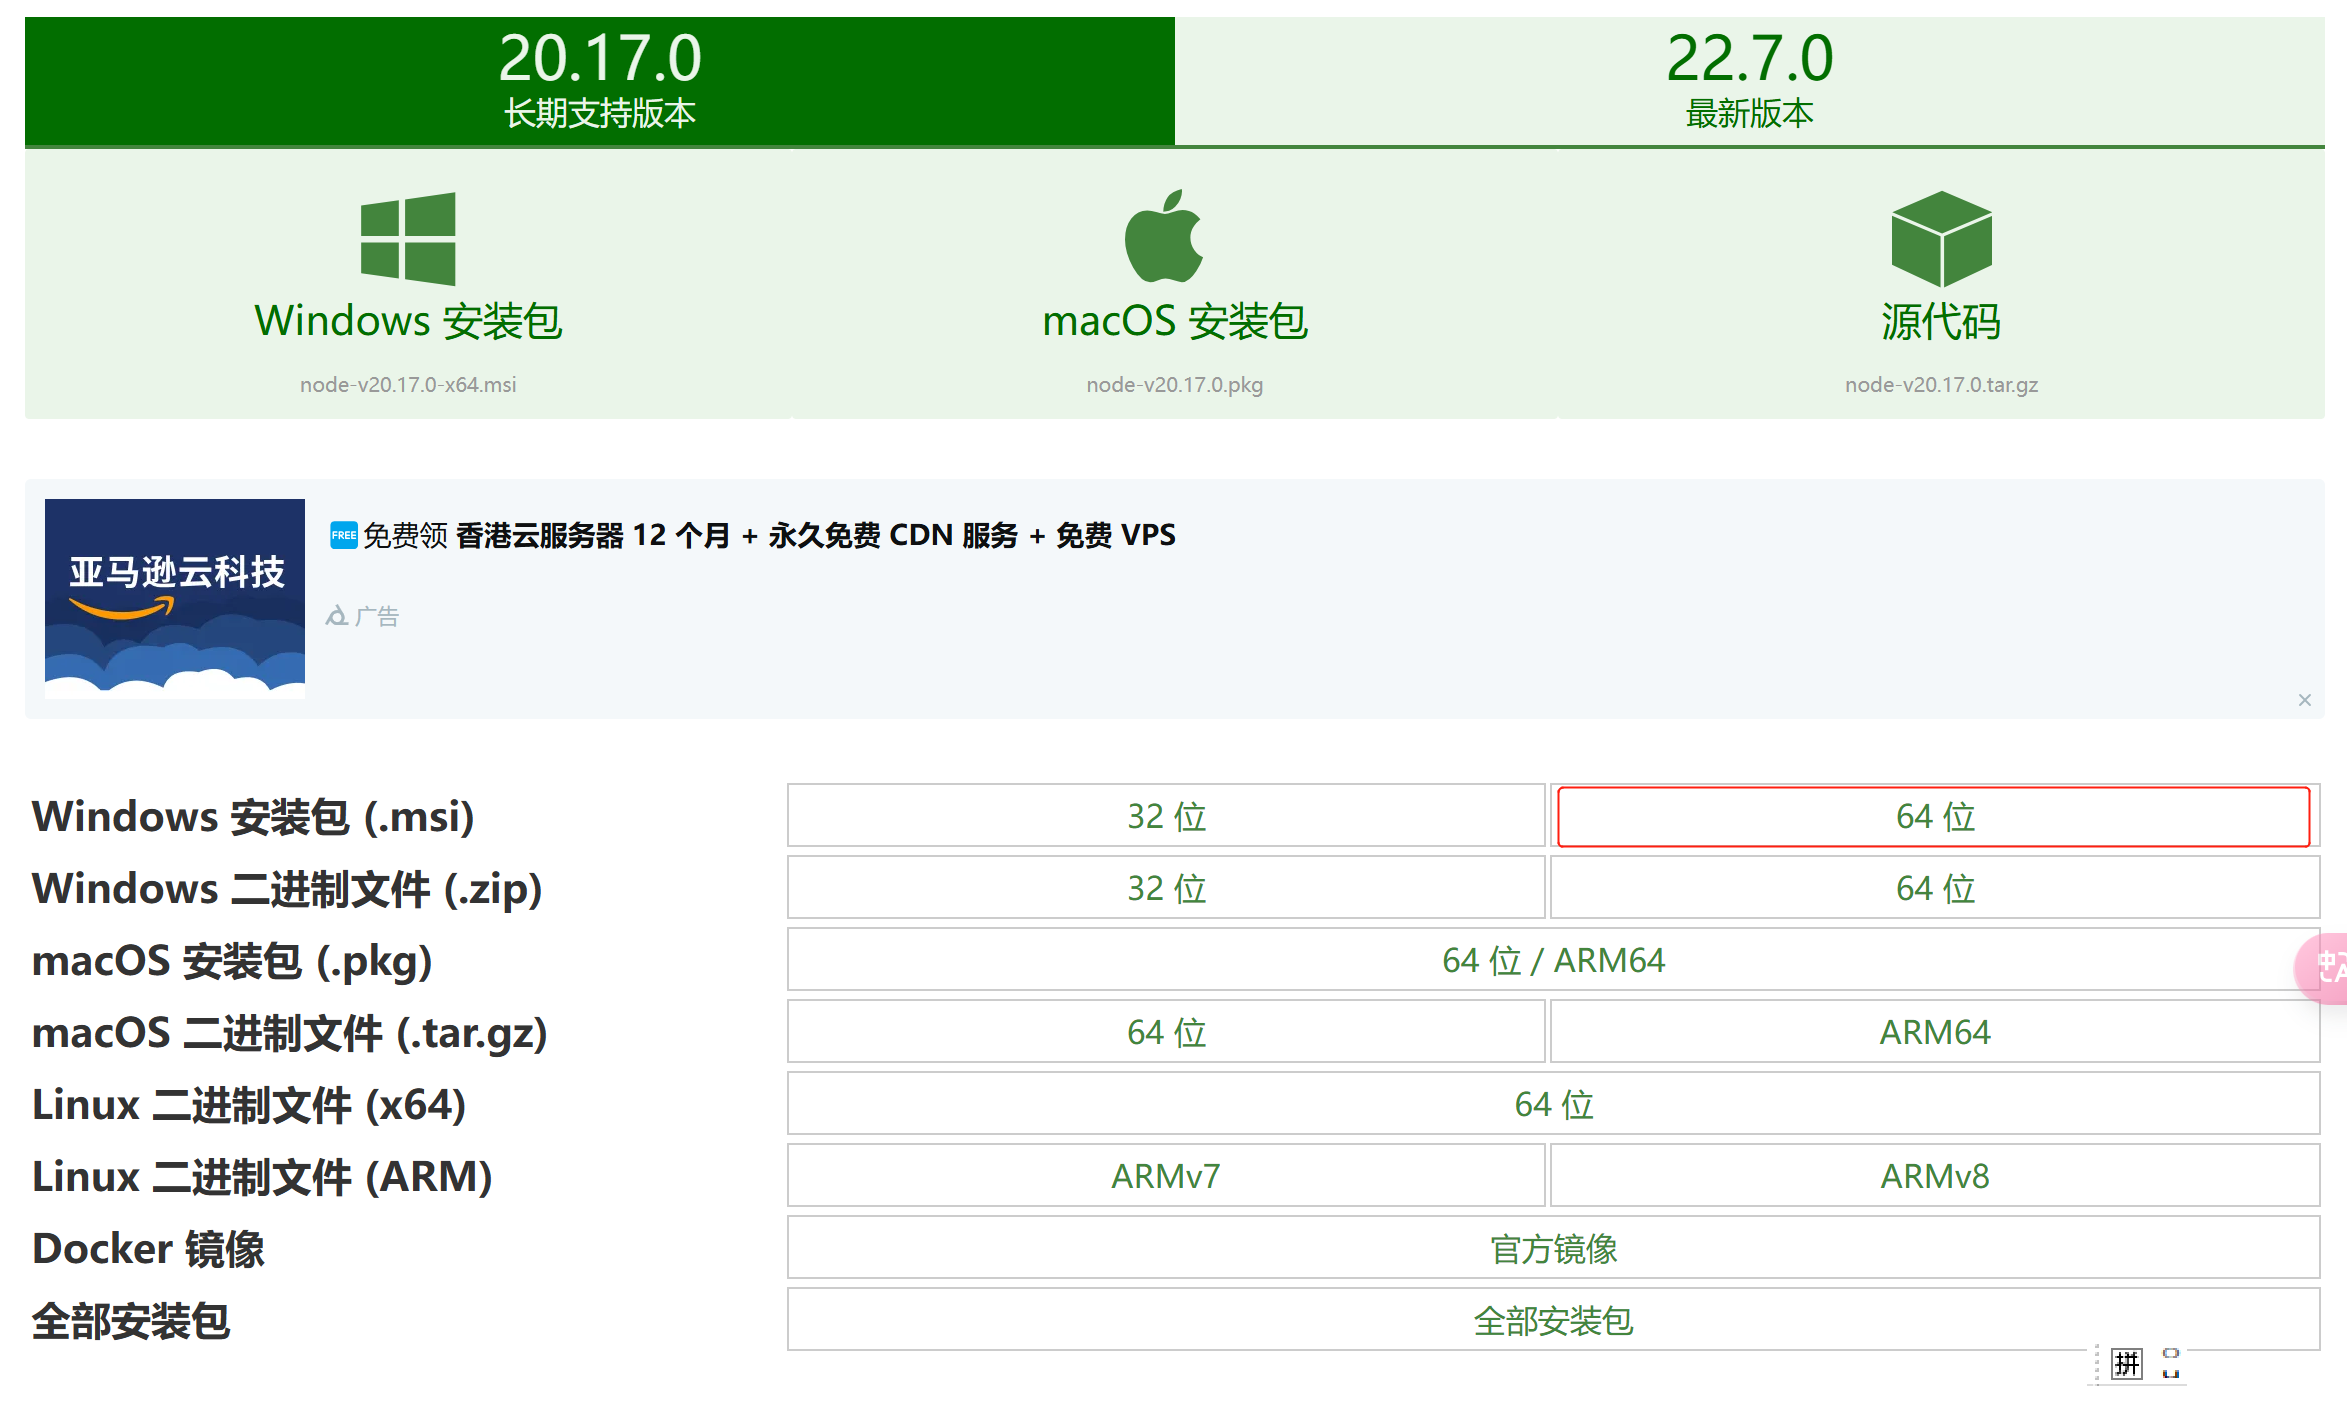 20.17.0
长期支持版本
22.7.0
最新版本
Windows 安装包
node-v20.17.0-x64.msi
macOS 安装包
node-v20.17.0.pkg
源代码
node-v20.17.0.tar.gz
亚马逊云科技
FREE 免费领 香港云服务器 12 个月 + 永久免费 CDN 服务 + 免费 VPS
广告
Windows 安装包 (.msi) 32 位 64 位
Windows 二进制文件 (.zip) 32 位 64 位
macOS 安装包 (.pkg) 64 位 / ARM64
macOS 二进制文件 (.tar.gz) 64 位 ARM64
Linux 二进制文件 (x64) 64 位
Linux 二进制文件 (ARM) ARMv7 ARMv8
Docker 镜像 官方镜像
全部安装包 全部安装包
拼